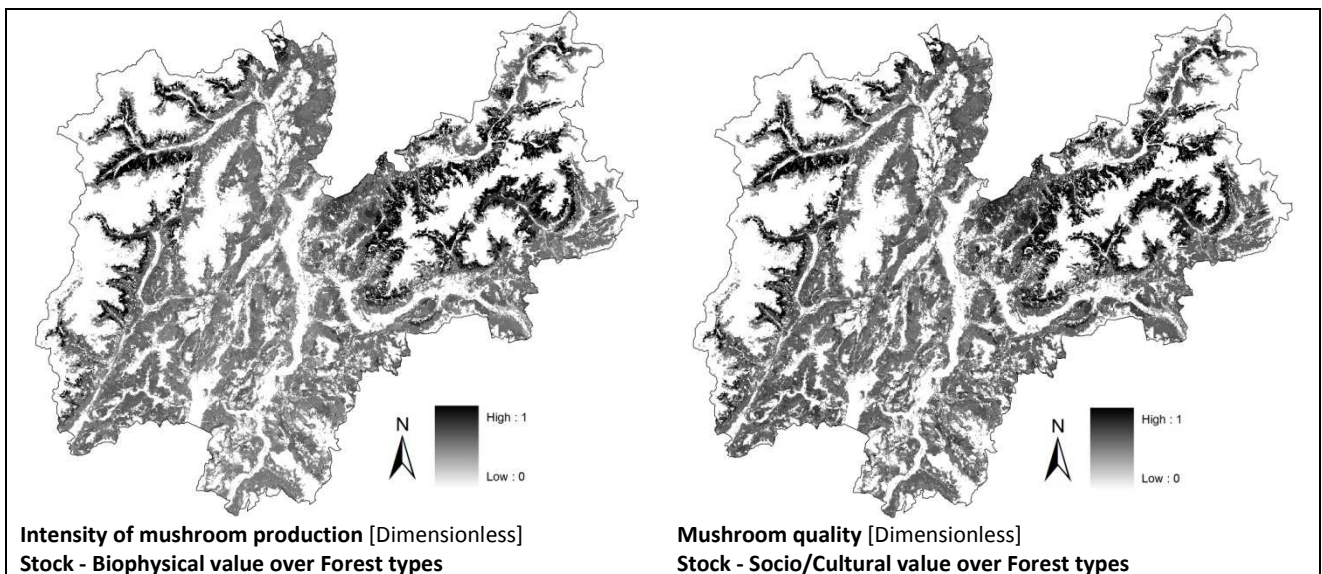 N
High : 1
Low : 0
N
High : 1
Low : 0
Intensity of mushroom production [Dimensionless]
Stock - Biophysical value over Forest types
Mushroom quality [Dimensionless]
Stock - Socio/Cultural value over Forest types